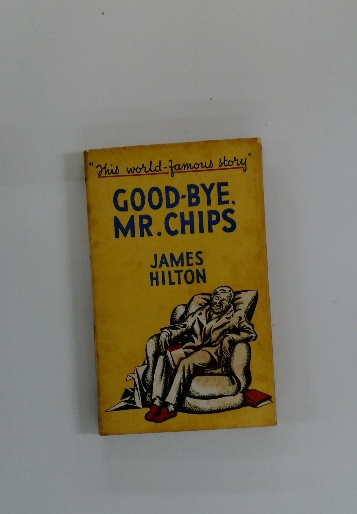 "This world-famous story"
GOOD-BYE,
MR. CHIPS
JAMES
HILTON